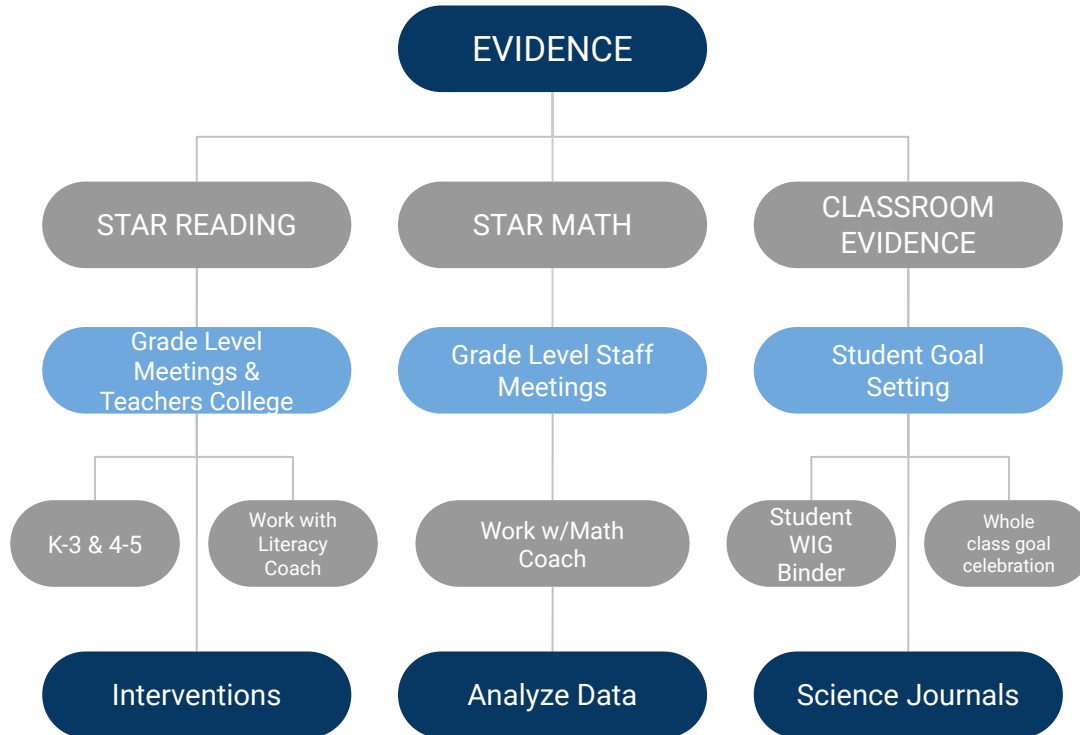 EVIDENCE
STAR READING
STAR MATH
CLASSROOM
EVIDENCE
Grade Level
Meetings &
Teachers College
Grade Level Staff
Meetings
Student Goal
Setting
K-3 & 4-5
Work with
Literacy
Coach
Work w/Math
Coach
Student
WIG
Binder
Whole
class goal
celebration
Interventions
Analyze Data
Science Journals